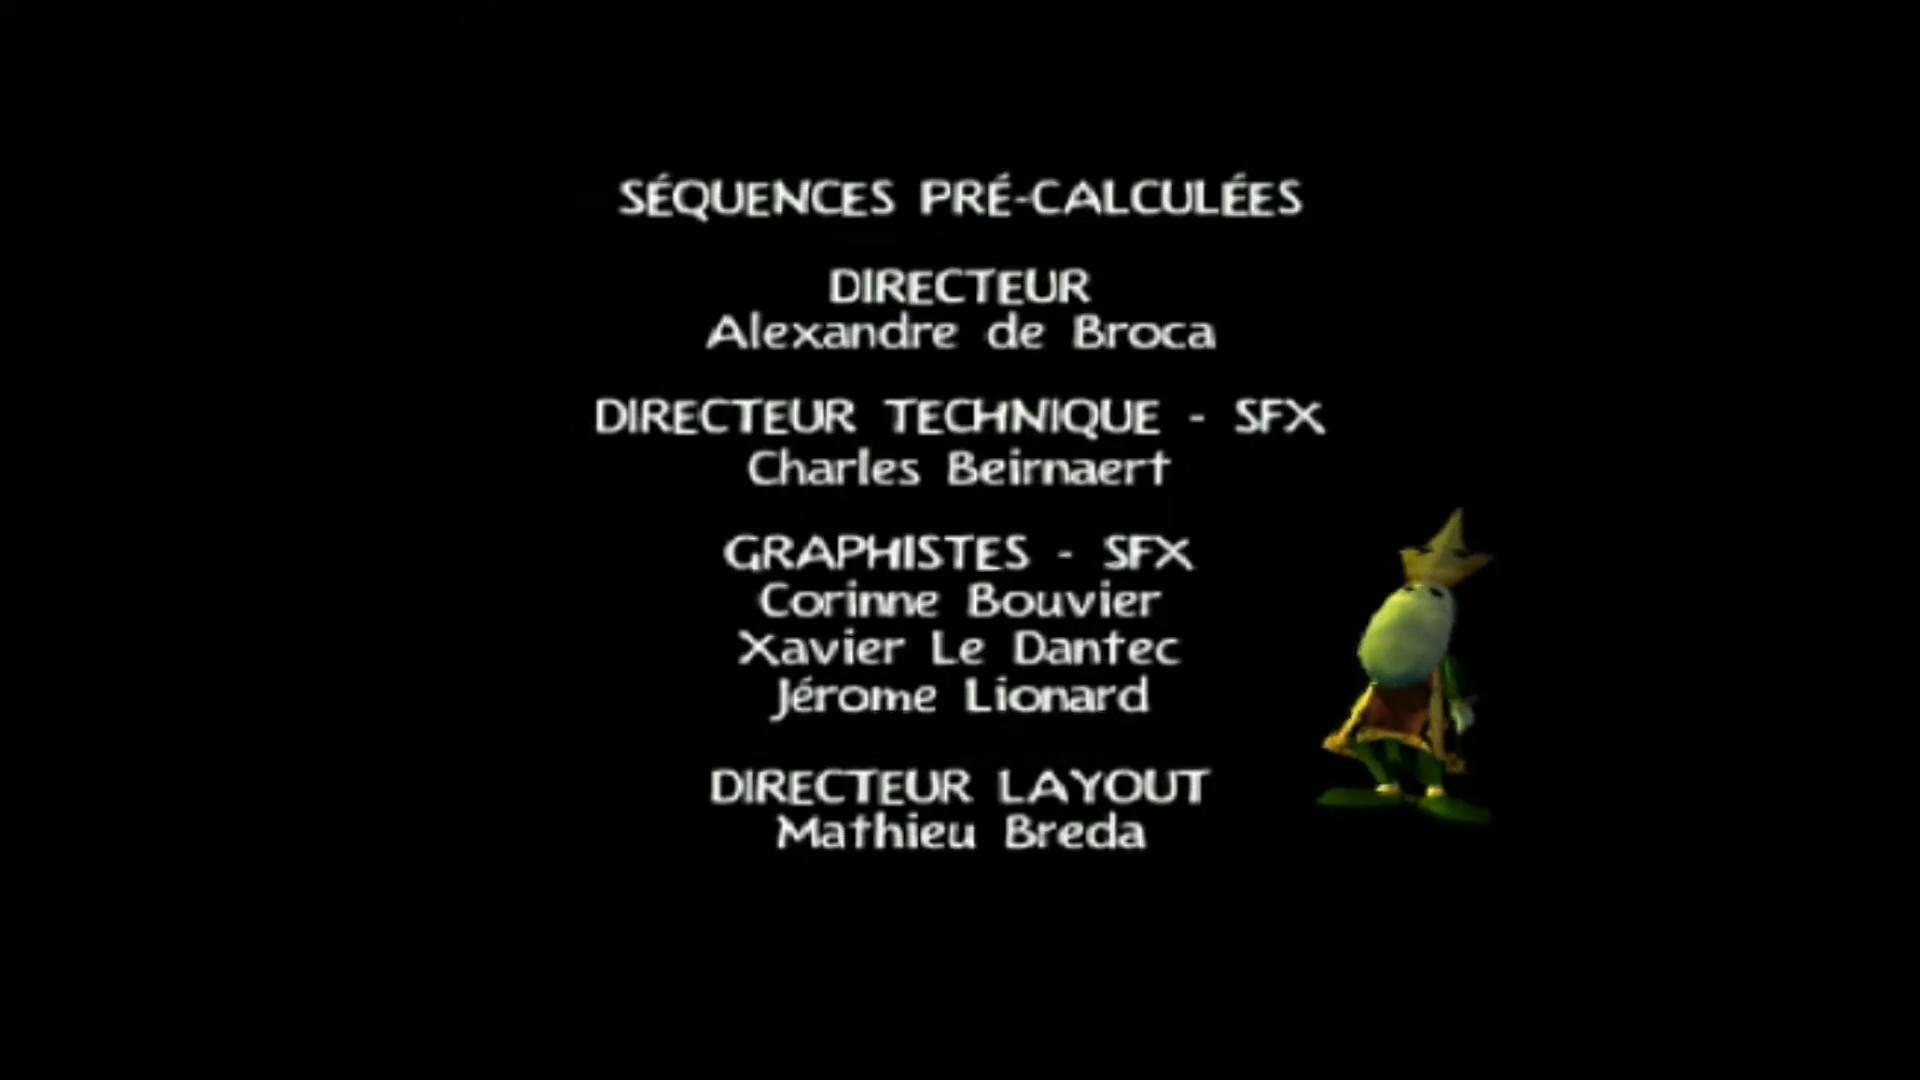 SÉQUENCES PRÉ-CALCULÉES
DIRECTEUR
Alexandre de Broca
DIRECTEUR TECHNIQUE - SFX
Charles Beirnaert
GRAPHISTES - SFX
Corinne Bouvier
Xavier Le Dantec
Jérome Lionard
DIRECTEUR LAYOUT
Mathieu Breda